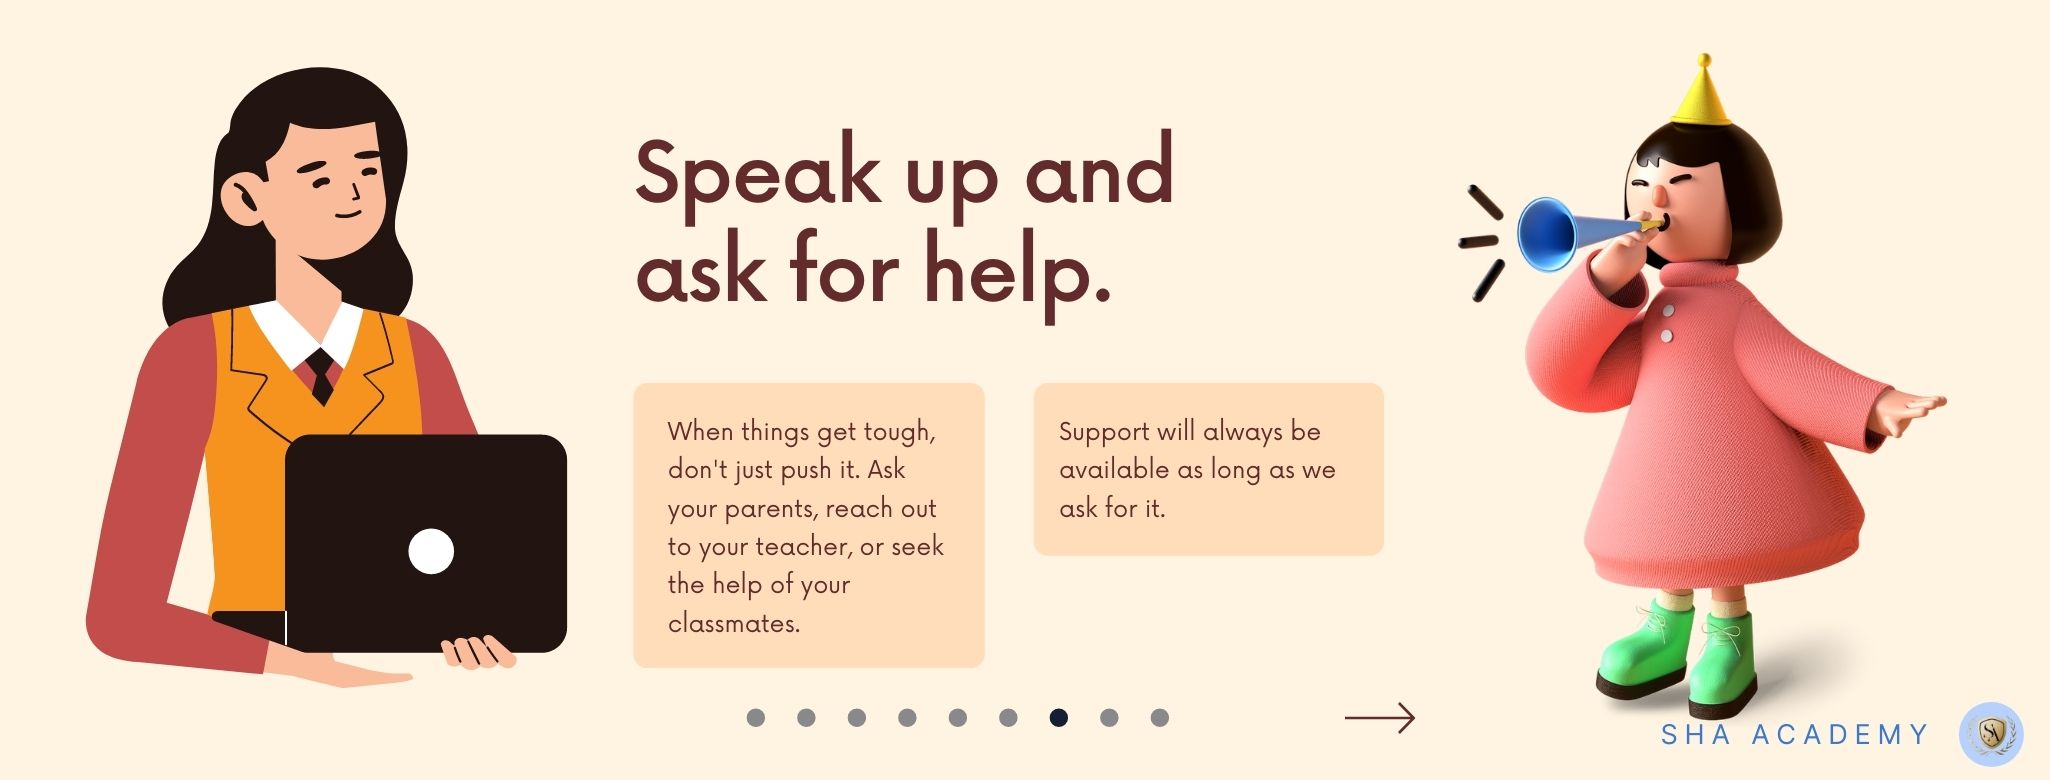 Speak up and
ask for help.
When things get tough,
don't just push it. Ask
your parents, reach out
to your teacher, or seek
the help of your
classmates.
Support will always be
available as long as we
ask for it.
SHA ACADEMY
SA